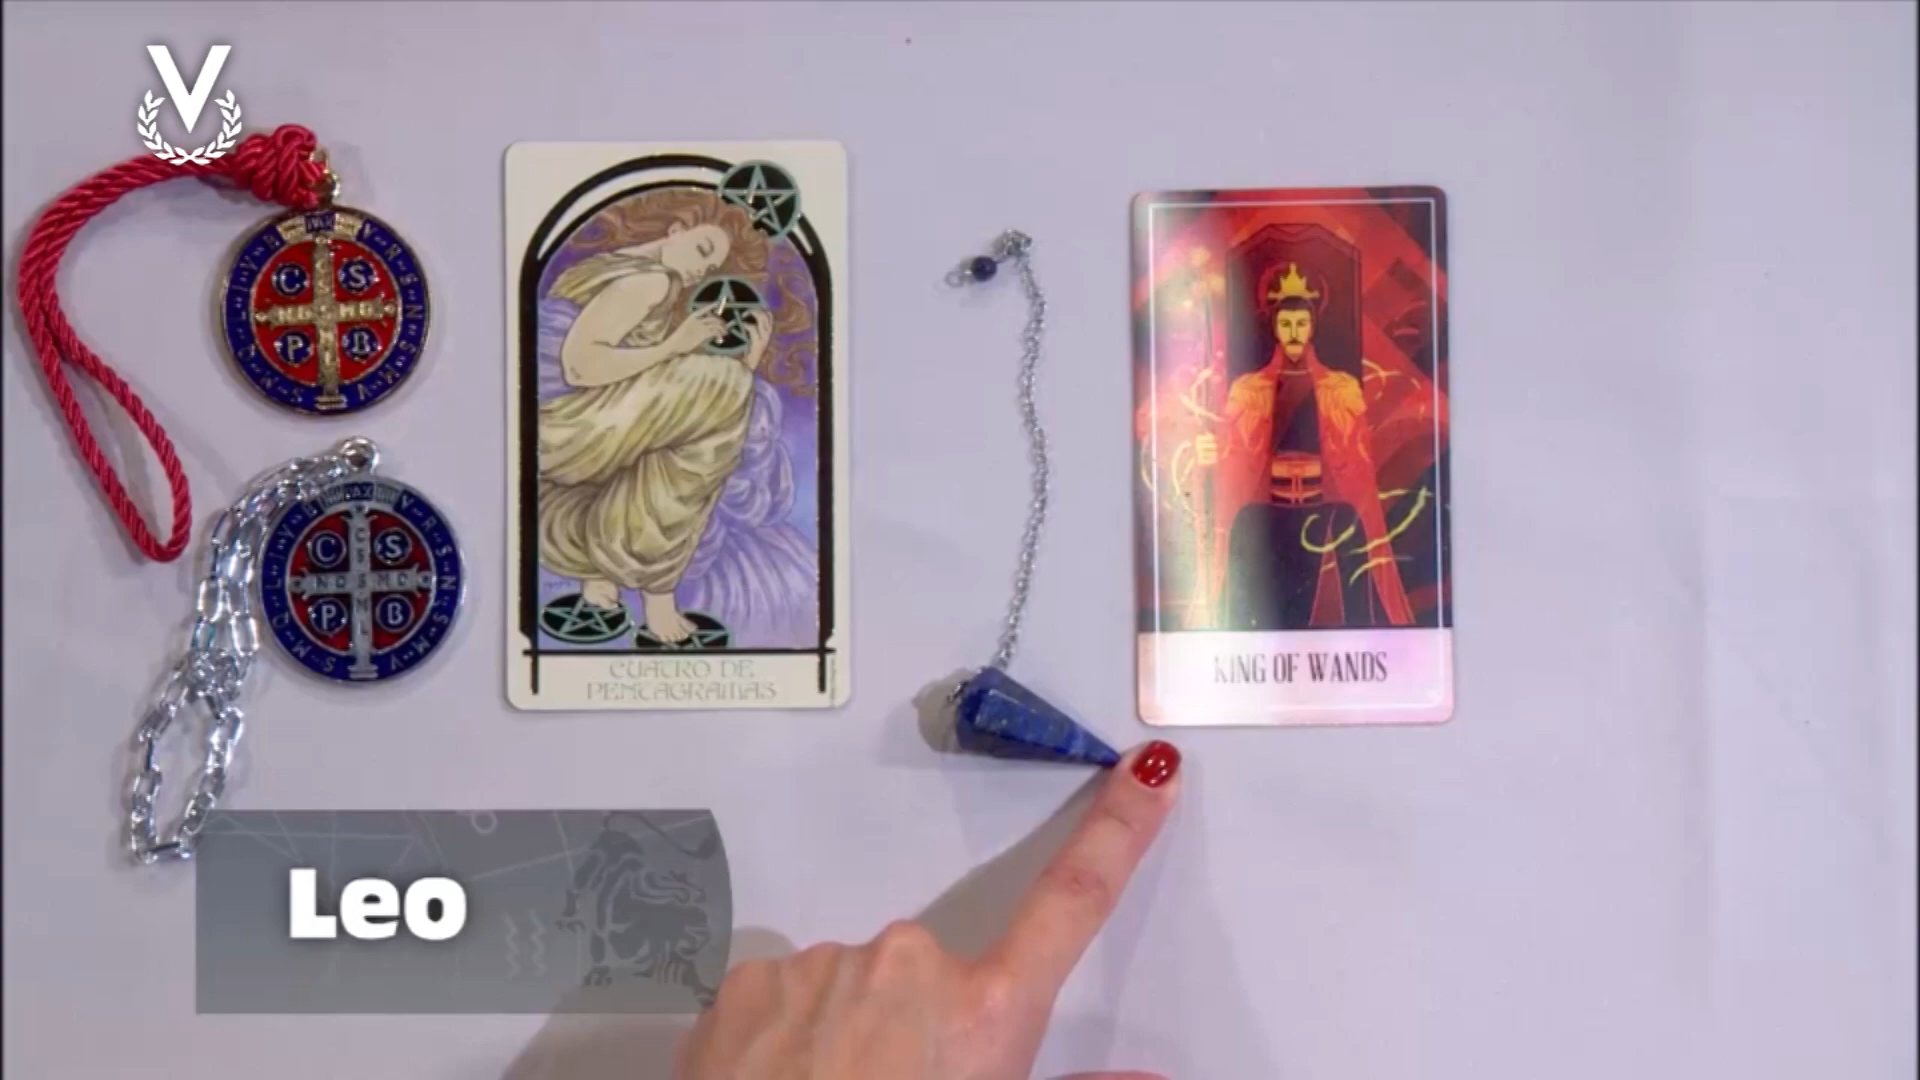 V
C S
N D S M D
P B
C S
N D S M D
P B
CUATRO DE
PENTAGRAMAS
KING OF WANDS
Leo